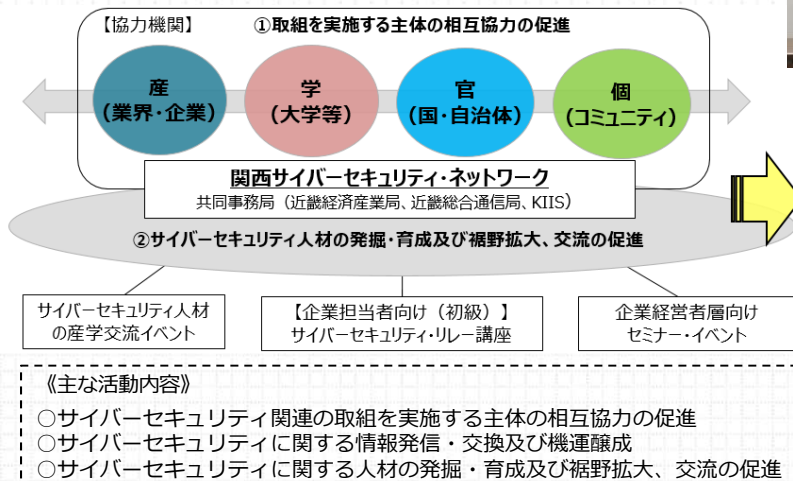 【協力機関】 ①取組を実施する主体の相互協力の促進
産
(業界・企業)
学
(大学等)
官
(国・自治体)
個
(コミュニティ)
関西サイバーセキュリティ・ネットワーク
共同事務局(近畿経済産業局、近畿総合通信局、KIIS)
②サイバーセキュリティ人材の発掘・育成及び裾野拡大、交流の促進
サイバーセキュリティ人材
の産学交流イベント
【企業担当者向け(初級)】
サイバーセキュリティ・リレー講座
企業経営者層向け
セミナー・イベント
《主な活動内容》
○サイバーセキュリティ関連の取組を実施する主体の相互協力の促進
○サイバーセキュリティに関する情報発信・交換及び機運醸成
○サイバーセキュリティに関する人材の発掘・育成及び裾野拡大、交流の促進